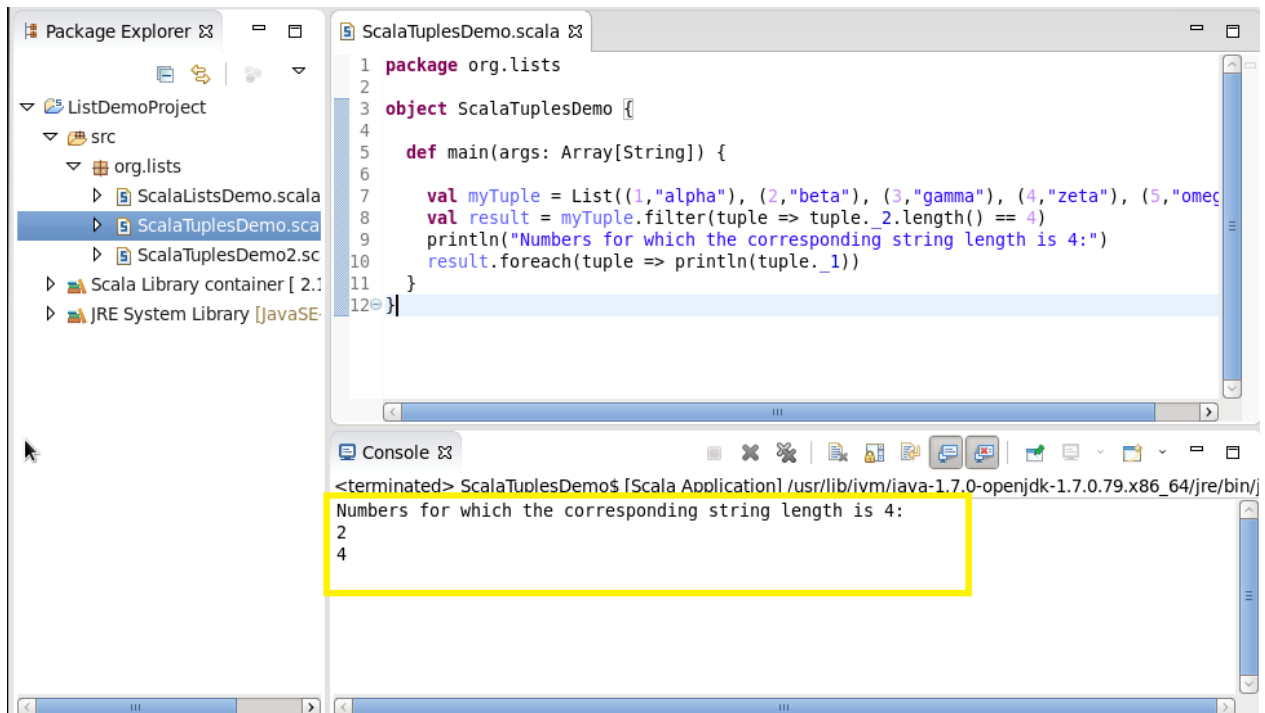 Package Explorer
ListDemoProject
src
org.lists
ScalaListsDemo.scala
ScalaTuplesDemo.sca
ScalaTuplesDemo2.sc
Scala Library container [ 2.1
JRE System Library [JavaSE-
ScalaTuplesDemo.scala
1 package org.lists
2
3 object ScalaTuplesDemo {
4
5 def main(args: Array[String]) {
6
7 val myTuple = List((1,"alpha"), (2,"beta"), (3,"gamma"), (4,"zeta"), (5,"omeg
8 val result = myTuple.filter(tuple => tuple._2.length() == 4)
9 println("Numbers for which the corresponding string length is 4:")
10 result.foreach(tuple => println(tuple._1))
11 }
12 }
Console
<terminated> ScalaTuplesDemo$ [Scala Application] /usr/lib/jvm/java-1.7.0-openjdk-1.7.0.79.x86_64/jre/bin/j
Numbers for which the corresponding string length is 4:
2
4